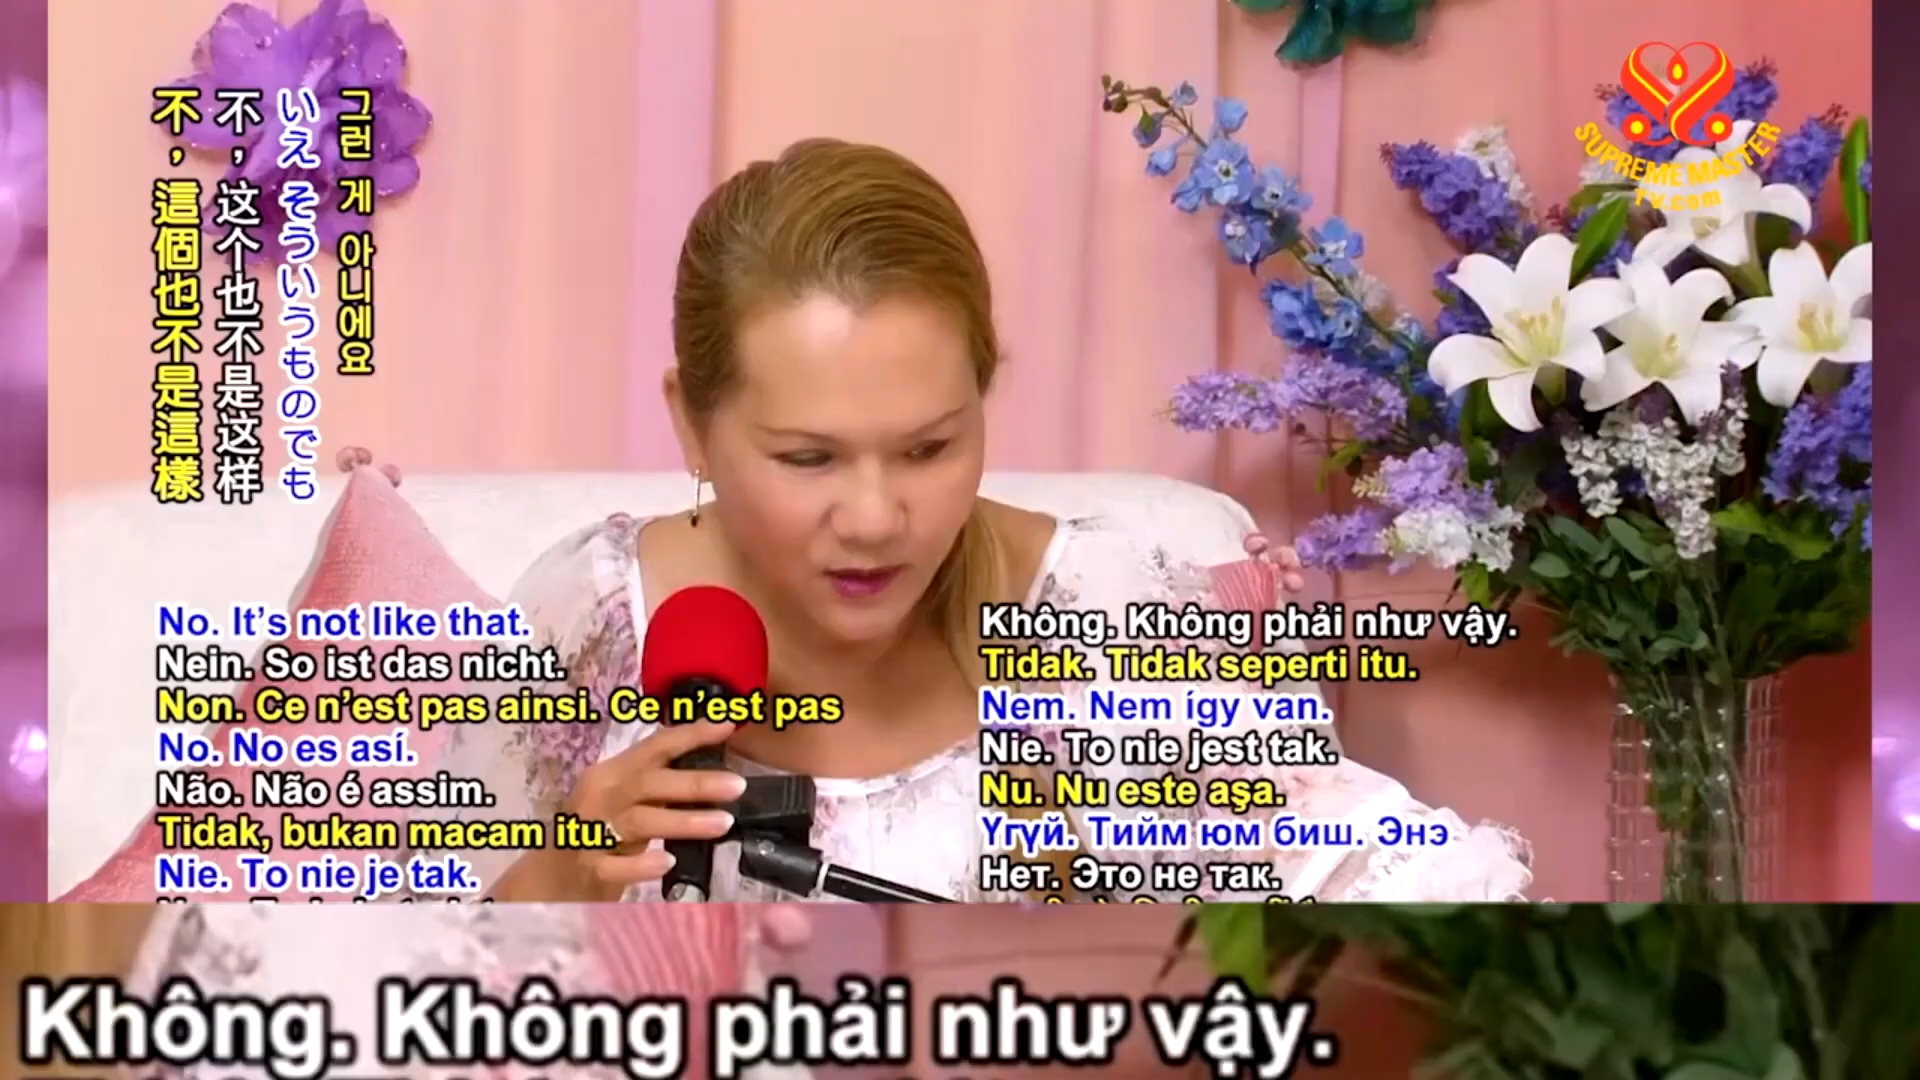 그런 게 아니에요
いえ そういうものでも
不，这个也不是这样
不，這個也不是這樣
SUPREME MASTER
TV.com
No. It’s not like that.
Nein. So ist das nicht.
Non. Ce n’est pas ainsi. Ce n’est pas
No. No es así.
Não. Não é assim.
Tidak, bukan macam itu.
Nie. To nie je tak.
Không. Không phải như vậy.
Tidak. Tidak seperti itu.
Nem. Nem így van.
Nie. To nie jest tak.
Nu. Nu este aşa.
Үгүй. Тийм юм биш. Энэ
Нет. Это не так.
Không. Không phải như vậy.